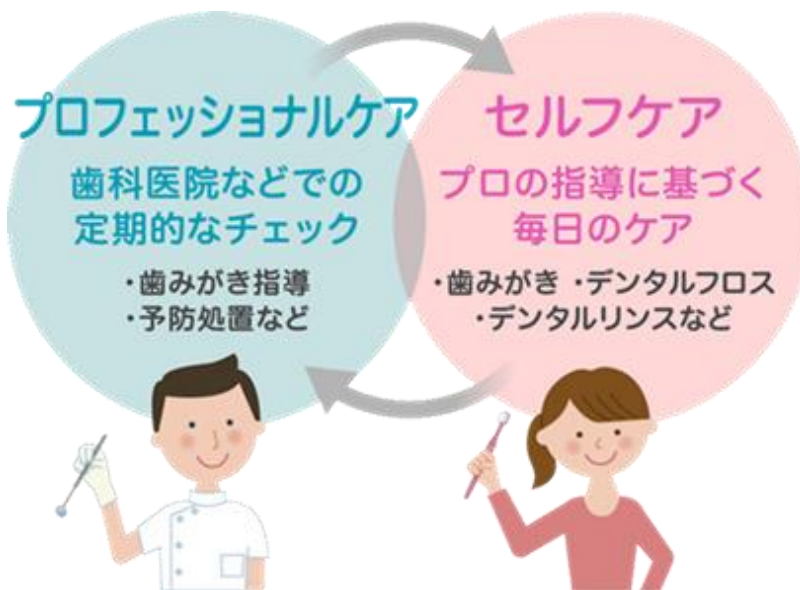 プロフェッショナルケア
歯科医院などでの
定期的なチェック
・歯みがき指導
・予防処置など
セルフケア
プロの指導に基づく
毎日のケア
・歯みがき ・デンタルフロス
・デンタルリンスなど